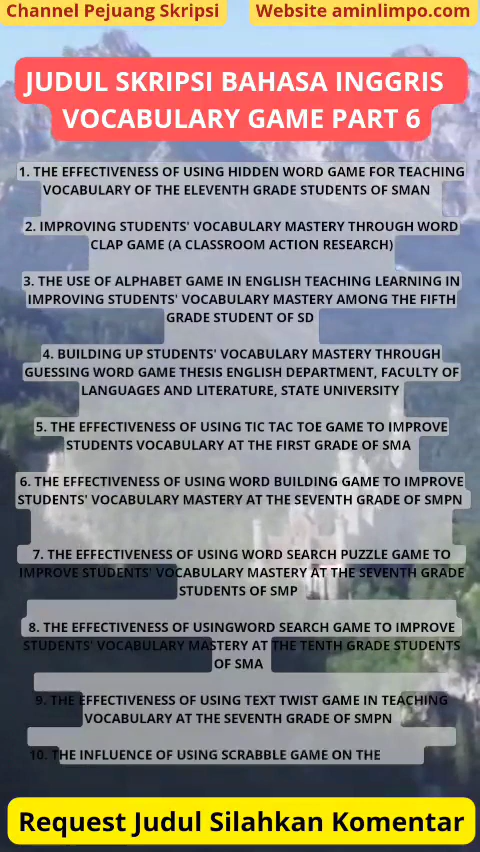 Channel Pejuang Skripsi
Website aminlimpo.com
JUDUL SKRIPSI BAHASA INGGRIS
VOCABULARY GAME PART 6
1. THE EFFECTIVENESS OF USING HIDDEN WORD GAME FOR TEACHING
VOCABULARY OF THE ELEVENTH GRADE STUDENTS OF SMAN
2. IMPROVING STUDENTS' VOCABULARY MASTERY THROUGH WORD
CLAP GAME (A CLASSROOM ACTION RESEARCH)
3. THE USE OF ALPHABET GAME IN ENGLISH TEACHING LEARNING IN
IMPROVING STUDENTS' VOCABULARY MASTERY AMONG THE FIFTH
GRADE STUDENT OF SD
4. BUILDING UP STUDENTS' VOCABULARY MASTERY THROUGH
GUESSING WORD GAME THESIS ENGLISH DEPARTMENT, FACULTY OF
LANGUAGES AND LITERATURE, STATE UNIVERSITY
5. THE EFFECTIVENESS OF USING TIC TAC TOE GAME TO IMPROVE
STUDENTS VOCABULARY AT THE FIRST GRADE OF SMA
6. THE EFFECTIVENESS OF USING WORD BUILDING GAME TO IMPROVE
STUDENTS' VOCABULARY MASTERY AT THE SEVENTH GRADE OF SMPN
7. THE EFFECTIVENESS OF USING WORD SEARCH PUZZLE GAME TO
IMPROVE STUDENTS' VOCABULARY MASTERY AT THE SEVENTH GRADE
STUDENTS OF SMP
8. THE EFFECTIVENESS OF USINGWORD SEARCH GAME TO IMPROVE
STUDENTS' VOCABULARY MASTERY AT THE TENTH GRADE STUDENTS
OF SMA
9. THE EFFECTIVENESS OF USING TEXT TWIST GAME IN TEACHING
VOCABULARY AT THE SEVENTH GRADE OF SMPN
10. THE INFLUENCE OF USING SCRABBLE GAME ON THE
Request Judul Silahkan Komentar